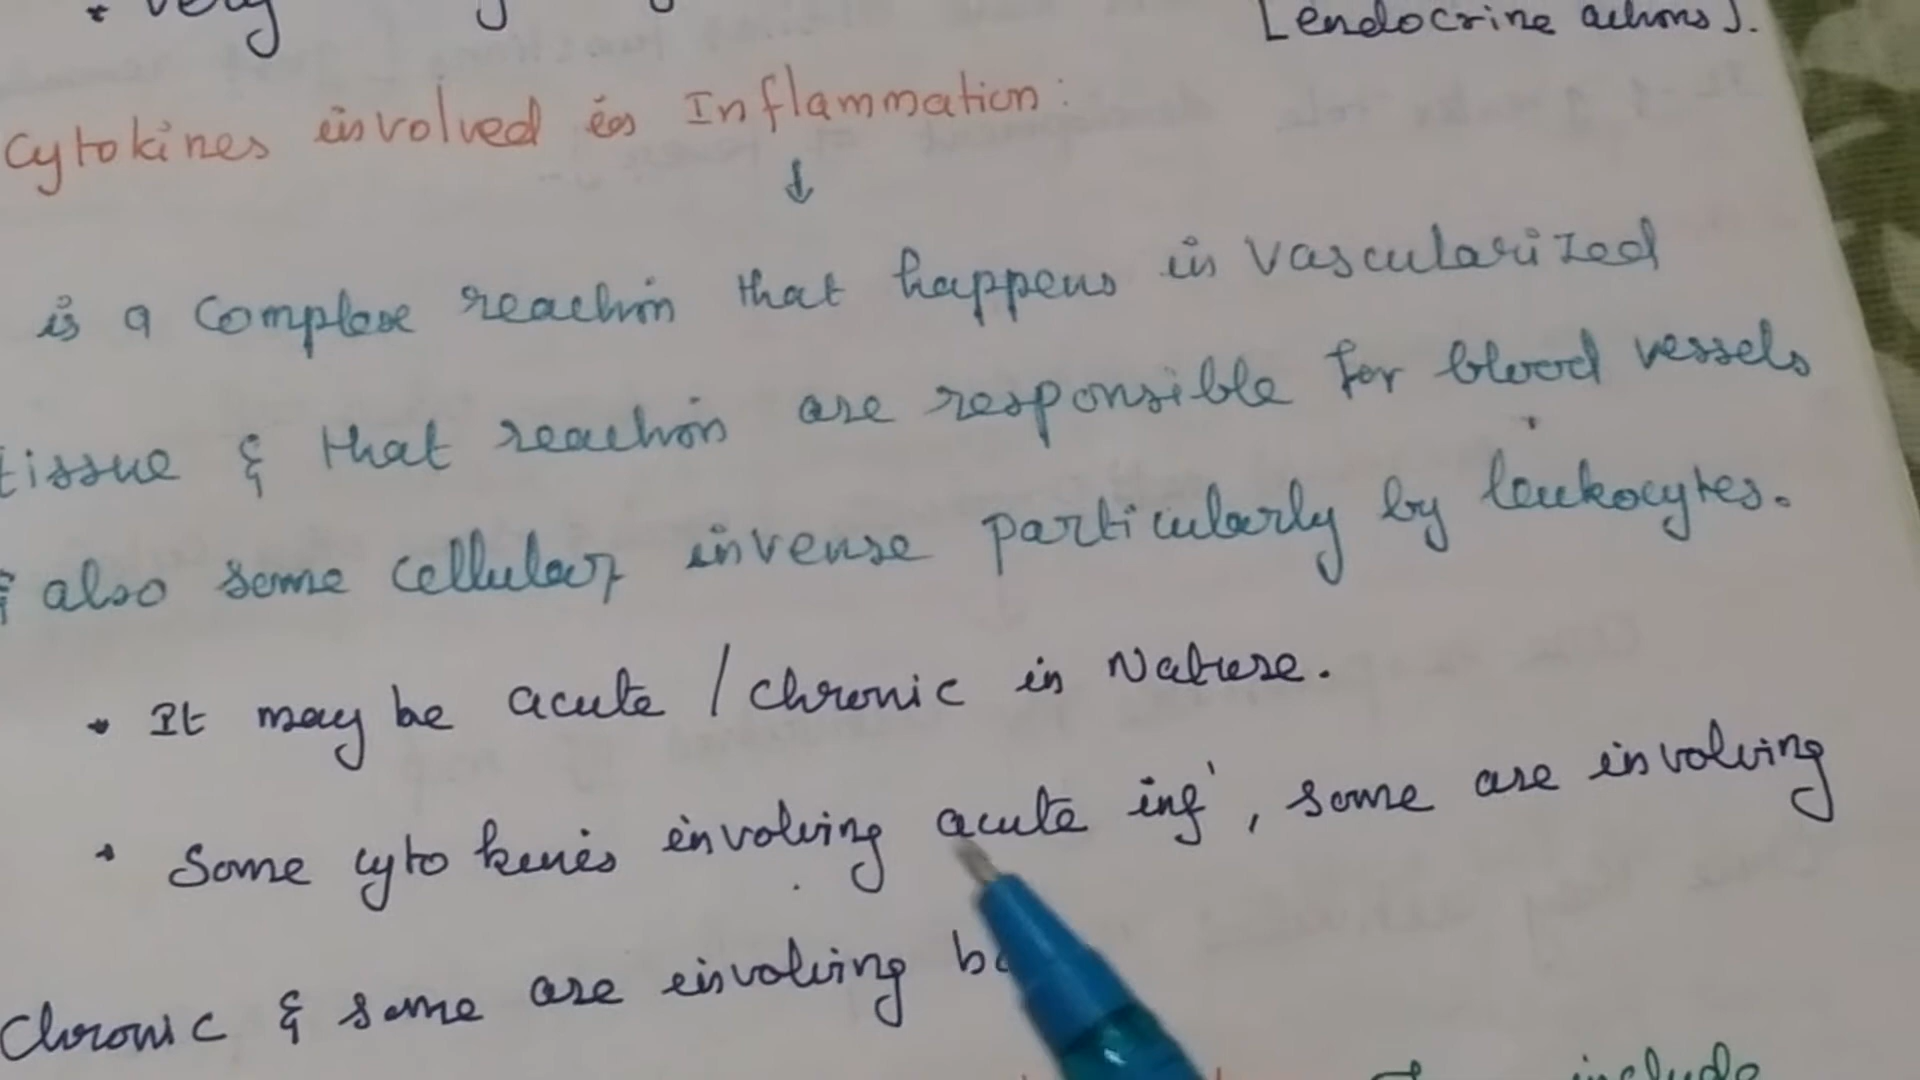 [endocrine actions].
Cytokines involved in Inflammation:
is a Complex reaction that happens in vascularized
tissue & that reaction are responsible for blood vessels
& also some cellular invense particularly by leukocytes.
It may be acute / chronic in Nature.
Some cytokines involving acute inf', some are involving
Chronic & some are involving
include